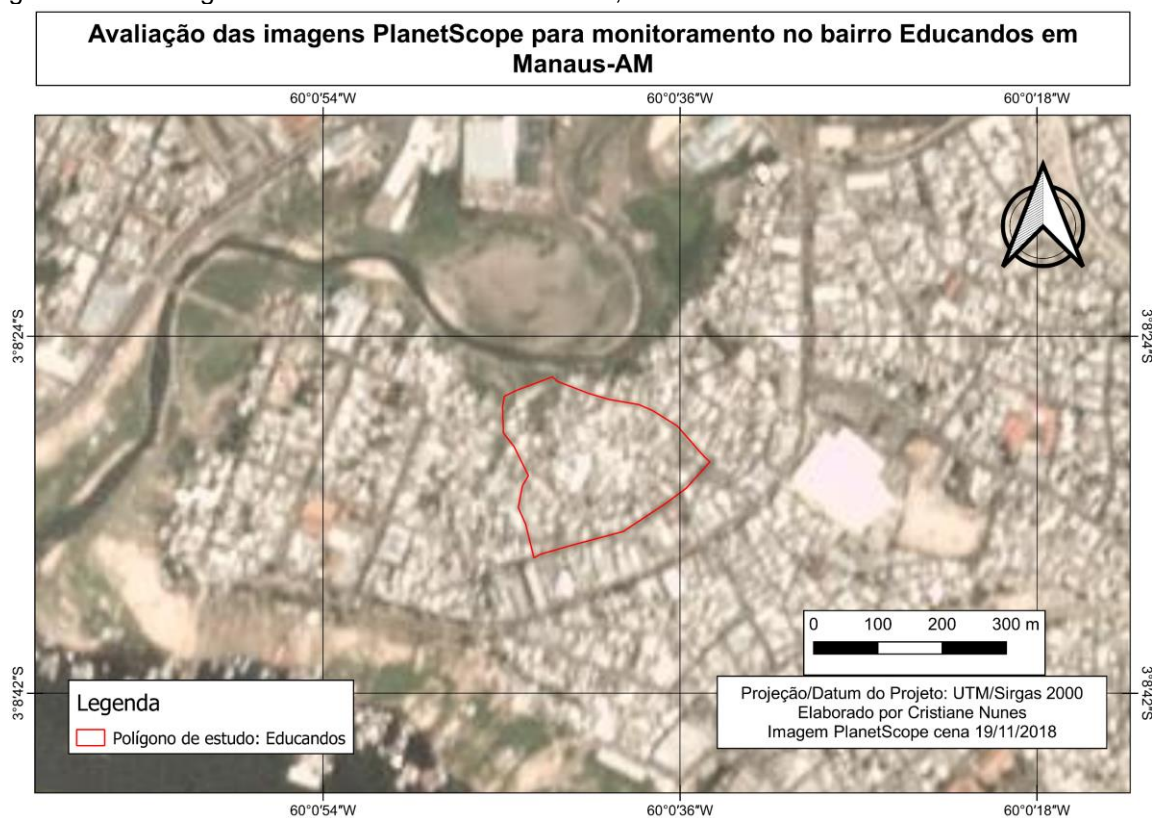 Avaliação das imagens PlanetScope para monitoramento no bairro Educandos em
Manaus-AM
60°0'54"W
60°0'36"W
60°0'18"W
3°8'24"S
3°8'24"S
0 100 200 300 m
3°8'42"S
3°8'42"S
Legenda
Polígono de estudo: Educandos
Projeção/Datum do Projeto: UTM/Sirgas 2000
Elaborado por Cristiane Nunes
Imagem PlanetScope cena 19/11/2018
60°0'54"W
60°0'36"W
60°0'18"W